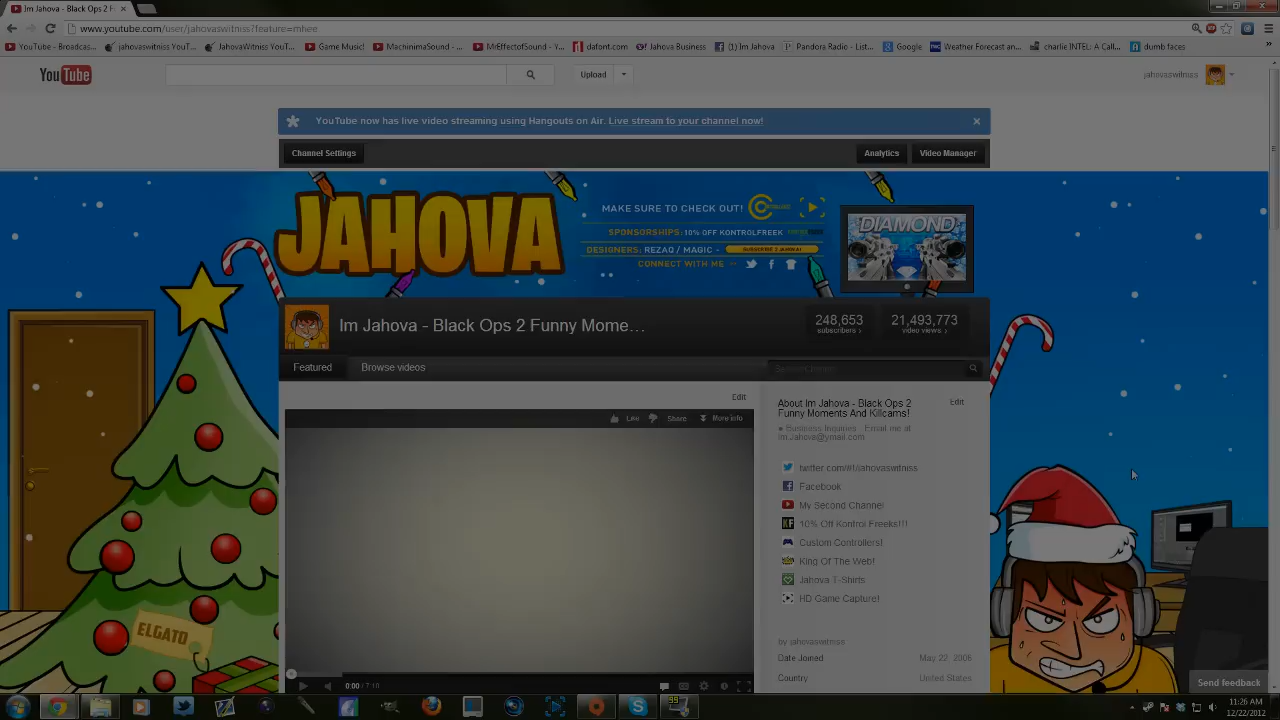 Im Jahova - Black Ops 2 F
www.youtube.com/user/jahovaswitniss?feature=mhee
YouTube - Broadcas...
jahovaswitniss YouT...
JahovaWitniss YouT...
Game Music!
MachinimaSound - ...
MrEffectofSound - Y...
dafont.com
Jahova Business
(1) Im Jahova
Pandora Radio - List...
Google
Weather Forecast an...
charlie INTEL: A Call...
dumb faces
YouTube
Upload
jahovaswitniss
YouTube now has live video streaming using Hangouts on Air. Live stream to your channel now!
Channel Settings
Analytics
Video Manager
JAHOVA
MAKE SURE TO CHECK OUT!
SPONSORSHIPS: 10% OFF KONTROLFREEK
DESIGNERS: REZAQ / MAGIC -
CONNECT WITH ME
DIAMOND
Im Jahova - Black Ops 2 Funny Mome...
248,653
subscribers
21,493,773
video views
Featured
Browse videos
Search Channel
Edit
Like
Share
More info
0:00 / 7:10
About Im Jahova - Black Ops 2
Funny Moments And Killcams!
Edit
● Business Inquiries : Email me at
im.Jahova@ymail.com
twitter.com/#!/jahovaswitniss
Facebook
My Second Channel
10% Off Kontrol Freeks!!!
Custom Controllers!
King Of The Web!
Jahova T-Shirts
HD Game Capture!
by jahovaswitniss
Date Joined
May 22, 2006
Country
United States
ELGATO
Send feedback
11:26 AM
12/22/2012